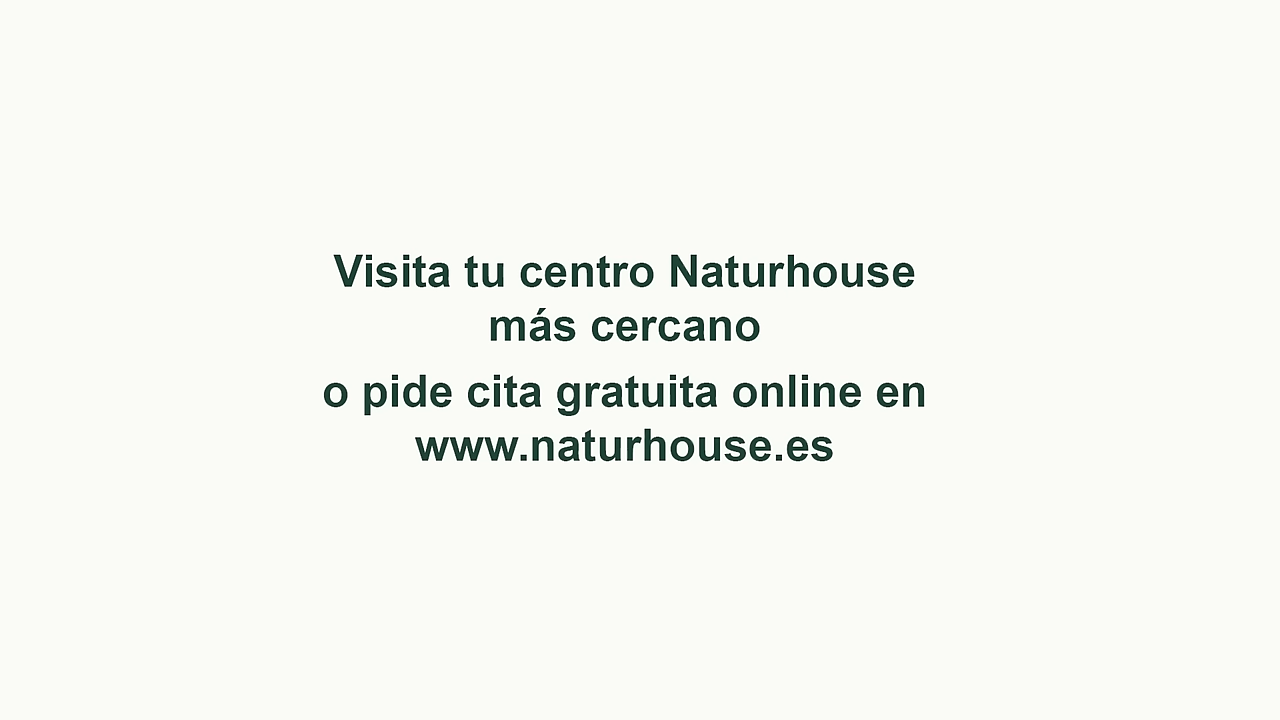 Visita tu centro Naturhouse
más cercano
o pide cita gratuita online en
www.naturhouse.es